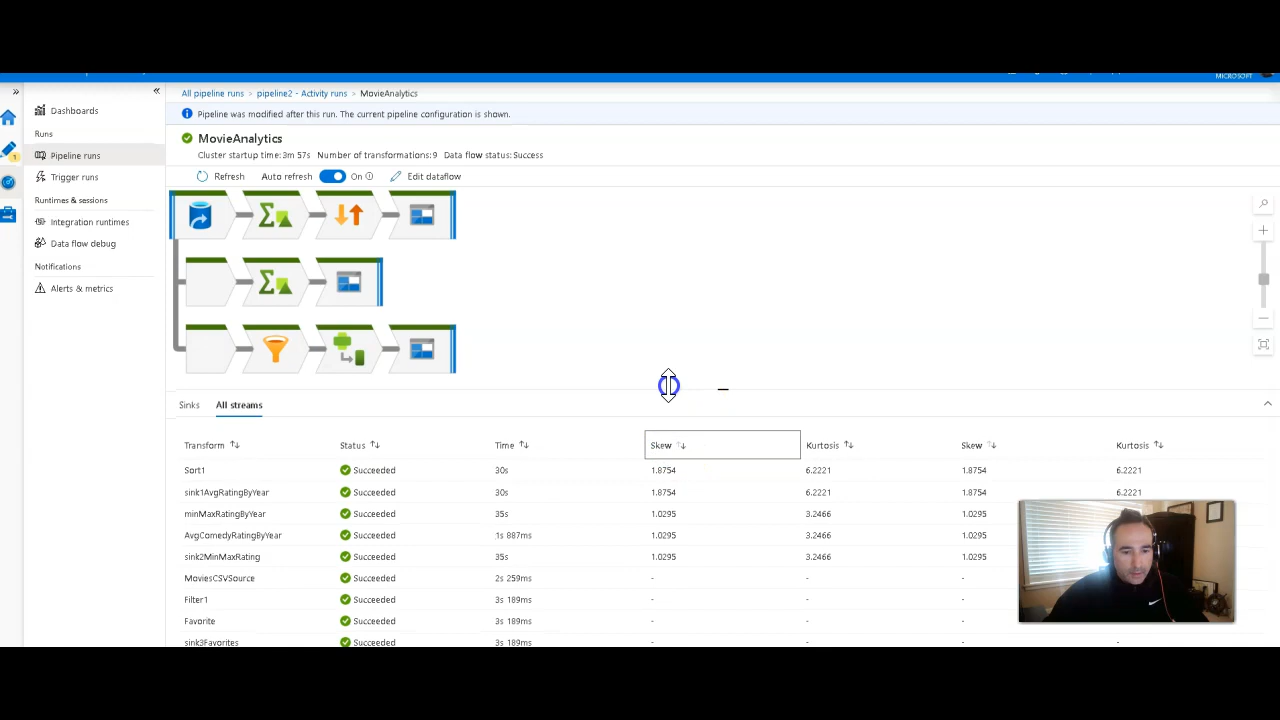 MICROSOFT
All pipeline runs > pipeline2 - Activity runs > MovieAnalytics
Pipeline was modified after this run. The current pipeline configuration is shown.
MovieAnalytics
Cluster startup time: 3m 57s Number of transformations: 9 Data flow status: Success
Refresh Auto refresh On Edit dataflow
Dashboards
Runs
Pipeline runs
Trigger runs
Runtimes & sessions
Integration runtimes
Data flow debug
Notifications
Alerts & metrics
1
Sinks All streams
Transform Status Time Skew Kurtosis Skew Kurtosis
Sort1 Succeeded 30s 1.8754 6.2221 1.8754 6.2221
sink1AvgRatingByYear Succeeded 30s 1.8754 6.2221 1.8754 6.2221
minMaxRatingByYear Succeeded 35s 1.0295 3.2466 1.0295
AvgComedyRatingByYear Succeeded 1s 887ms 1.0295 3.2466 1.0295
sink2MinMaxRating Succeeded 35s 1.0295 3.2466 1.0295
MoviesCSVSource Succeeded 2s 259ms - - -
Filter1 Succeeded 3s 189ms - - -
Favorite Succeeded 3s 189ms - - -
sink3Favorites Succeeded 3s 189ms - - - -